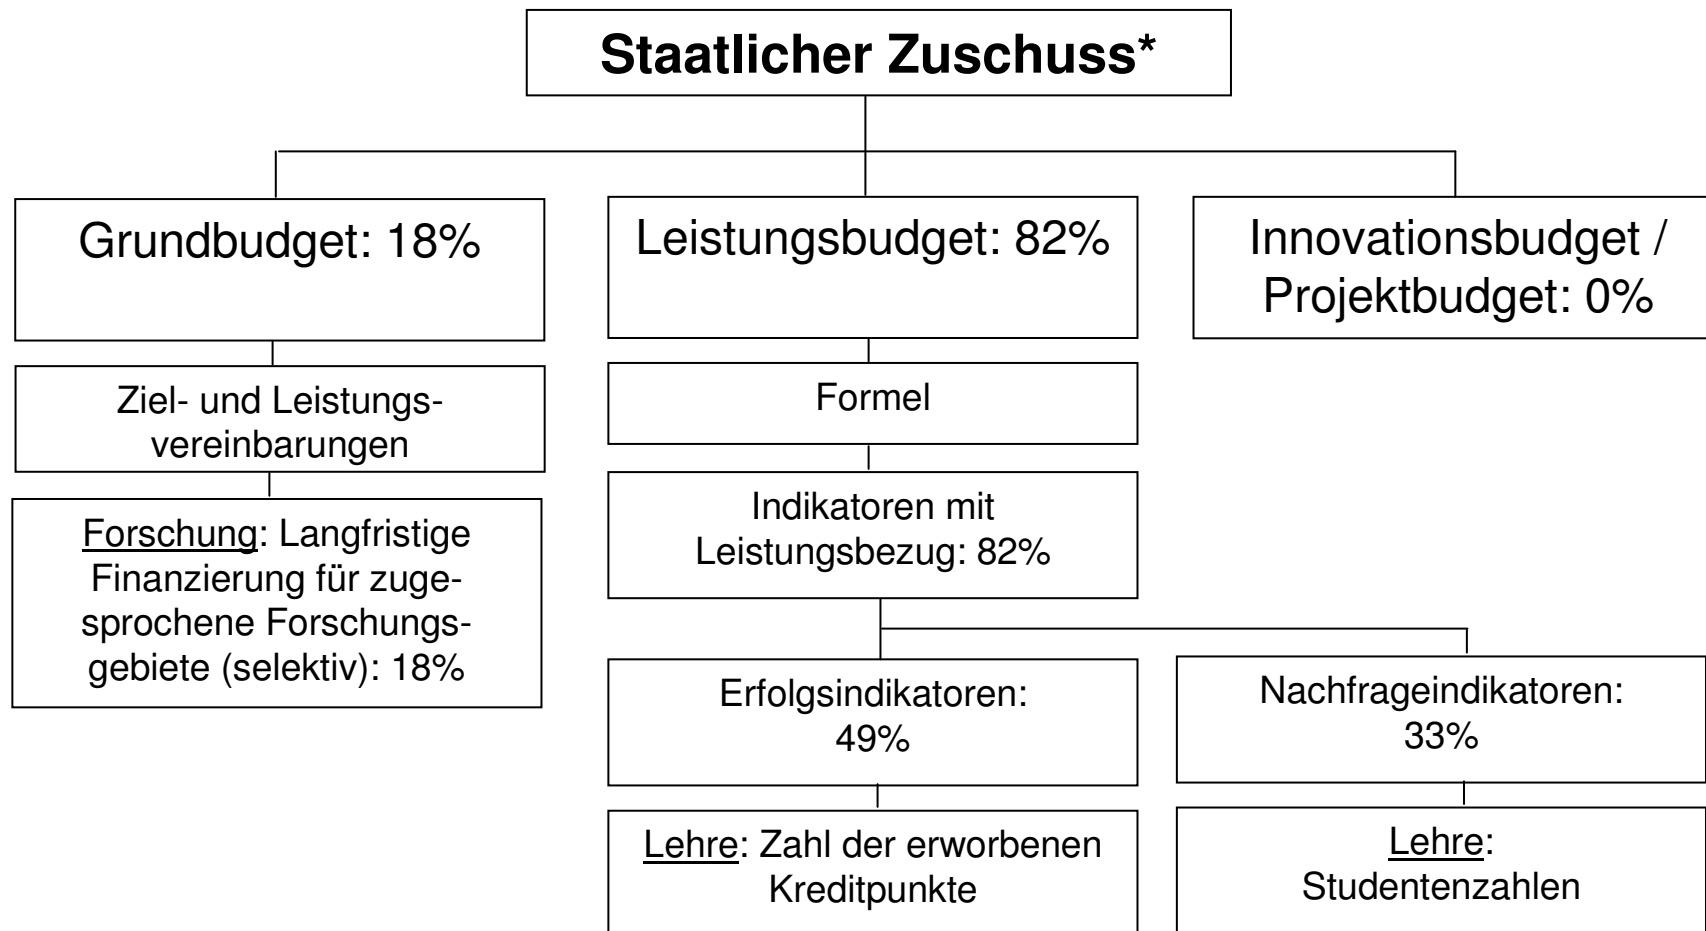 Staatlicher Zuschuss*
Grundbudget: 18%
Leistungsbudget: 82%
Innovationsbudget /
Projektbudget: 0%
Ziel- und Leistungs-
vereinbarungen
Formel
Forschung: Langfristige
Finanzierung für zuge-
sprochene Forschungs-
gebiete (selektiv): 18%
Indikatoren mit
Leistungsbezug: 82%
Erfolgsindikatoren:
49%
Nachfrageindikatoren:
33%
Lehre: Zahl der erworbenen
Kreditpunkte
Lehre:
Studentenzahlen